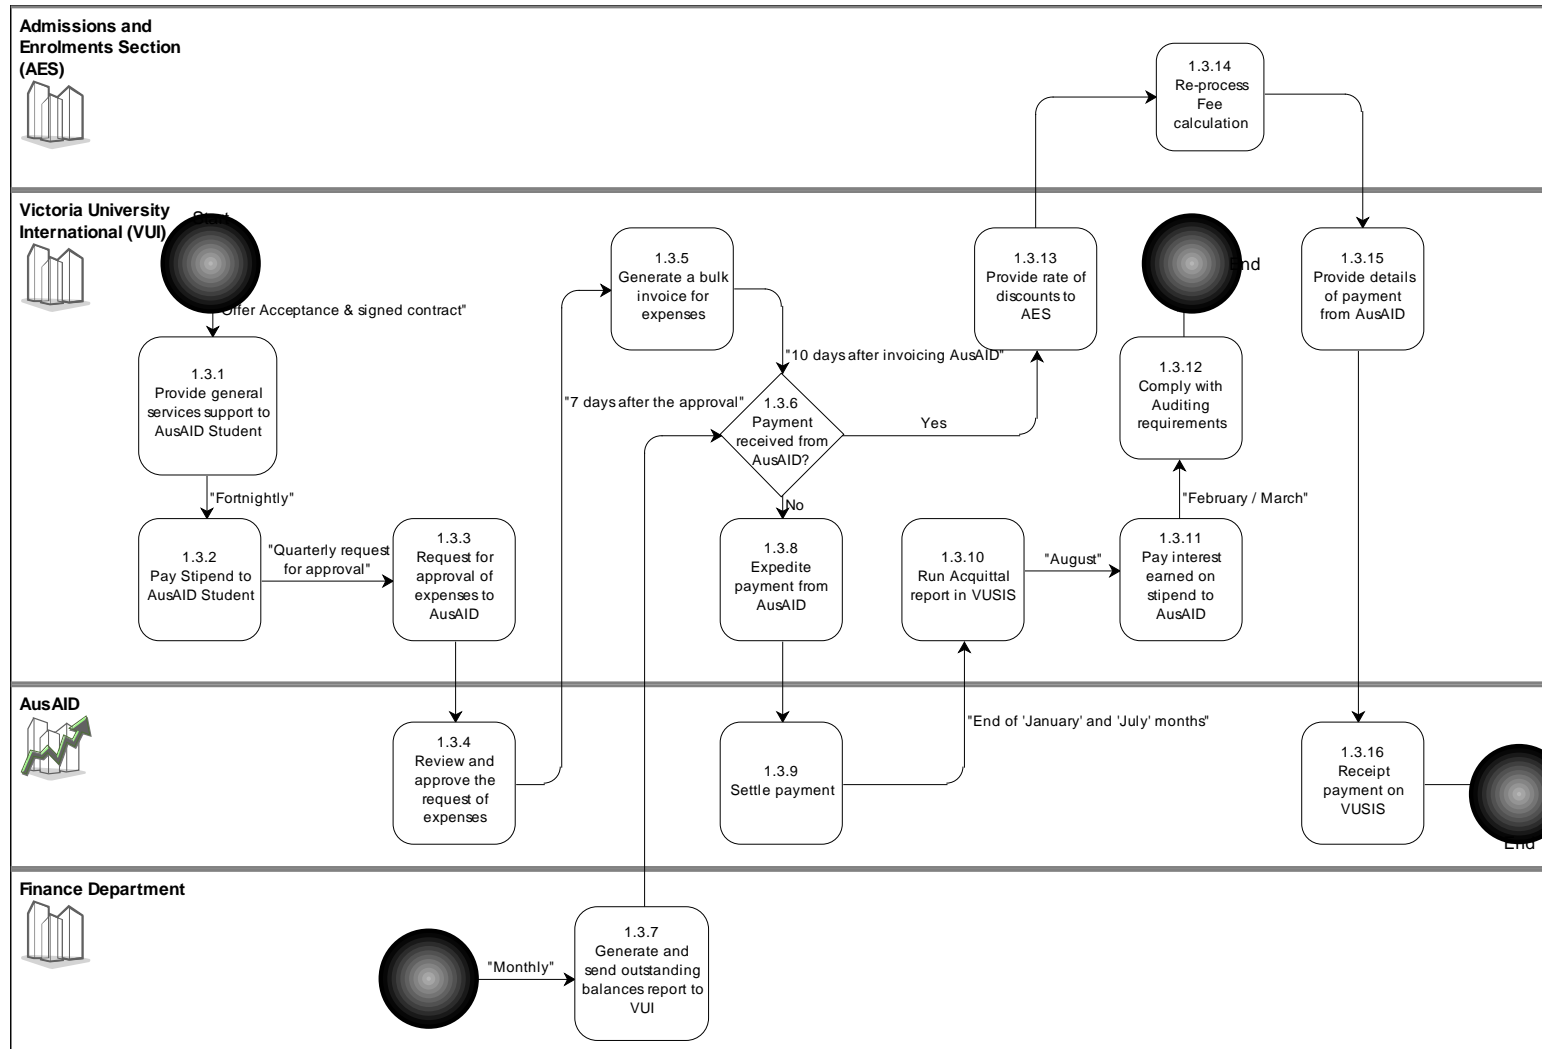 Admissions and
Enrolments Section
(AES)
1.3.14
Re-process
Fee
calculation
Victoria University
International (VUI)
Start
"Offer Acceptance & signed contract"
1.3.1
Provide general
services support to
AusAID Student
"Fortnightly"
1.3.2
Pay Stipend to
AusAID Student
"Quarterly request
for approval"
1.3.3
Request for
approval of
expenses to
AusAID
1.3.5
Generate a bulk
invoice for
expenses
"7 days after the approval"
"10 days after invoicing AusAID"
1.3.6
Payment
received from
AusAID?
Yes
No
1.3.8
Expedite
payment from
AusAID
1.3.13
Provide rate of
discounts to
AES
End
1.3.12
Comply with
Auditing
requirements
"February / March"
1.3.10
Run Acquittal
report in VUSIS
"August"
1.3.11
Pay interest
earned on
stipend to
AusAID
1.3.15
Provide details
of payment
from AusAID
AusAID
1.3.4
Review and
approve the
request of
expenses
1.3.9
Settle payment
"End of 'January' and 'July' months"
1.3.16
Receipt
payment on
VUSIS
End
Finance Department
"Monthly"
1.3.7
Generate and
send outstanding
balances report to
VUI